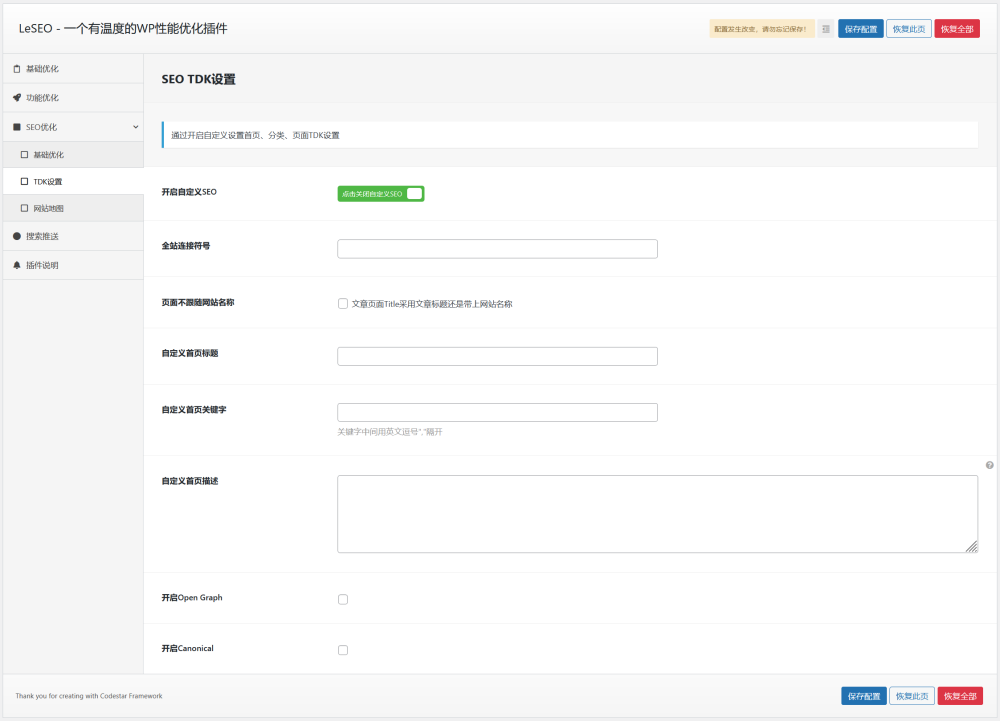 LeSEO - 一个有温度的WP性能优化插件
配置发生改变，请勿忘记保存！
保存配置
恢复此页
恢复全部
基础优化
功能优化
SEO优化
基础优化
TDK设置
网站地图
搜索推送
插件说明
SEO TDK设置
通过开启自定义设置首页、分类、页面TDK设置
开启自定义SEO
点击关闭自定义SEO
全站连接符号
页面不跟随网站名称
文章页面Title采用文章标题还是带上网站名称
自定义首页标题
自定义首页关键字
关键字中间用英文逗号","隔开
自定义首页描述
开启Open Graph
开启Canonical
Thank you for creating with Codestar Framework
保存配置
恢复此页
恢复全部